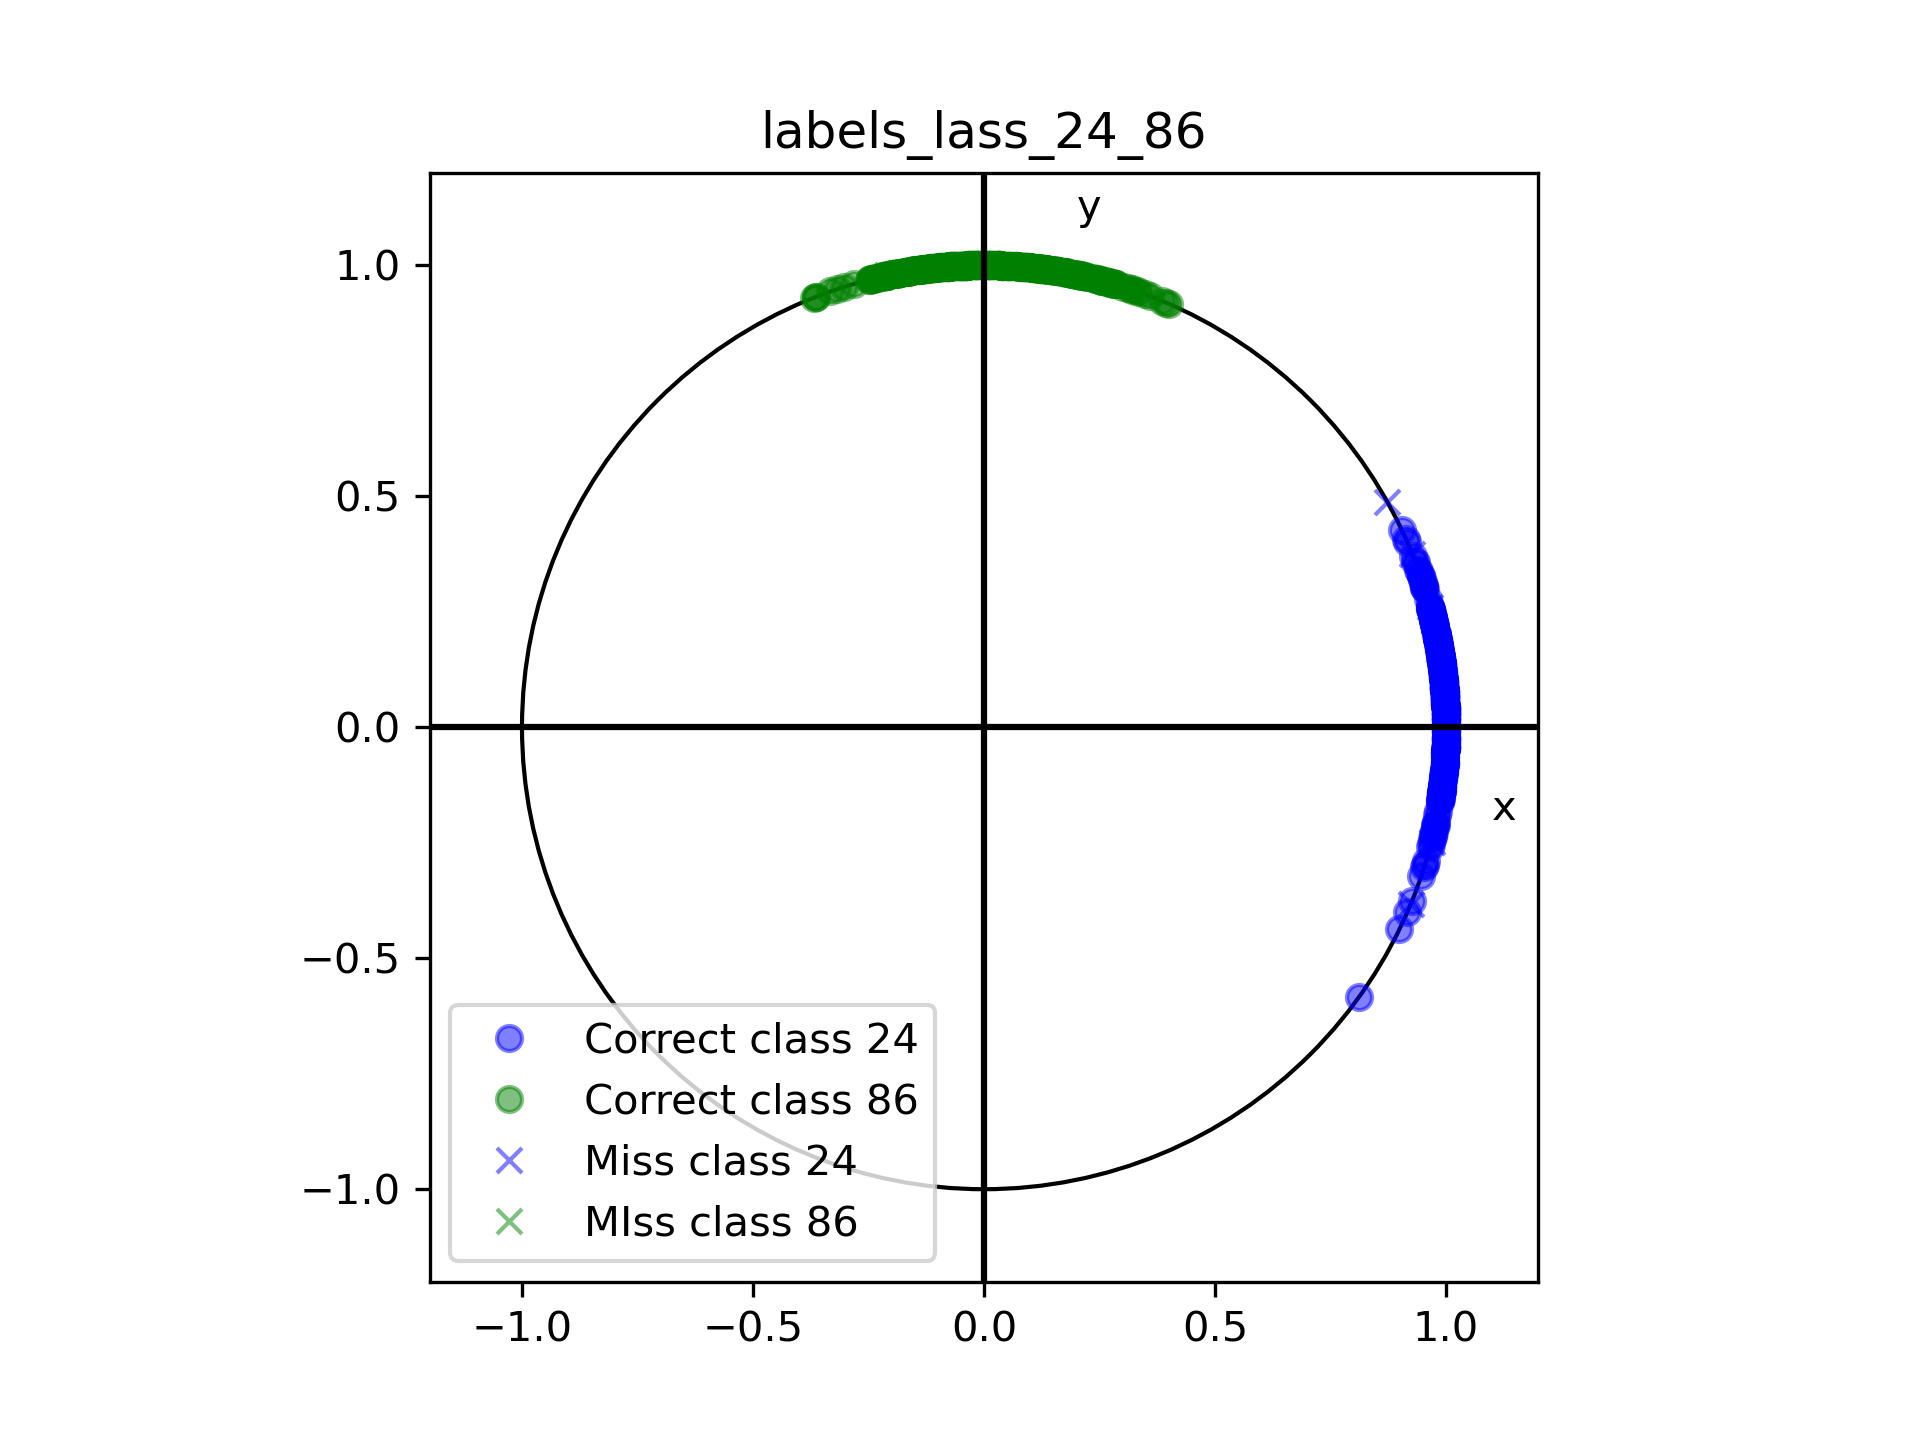 labels_lass_24_86
y
1.0
0.5
0.0
x
−0.5
−1.0
Correct class 24
Correct class 86
Miss class 24
MIss class 86
−1.0 −0.5 0.0 0.5 1.0